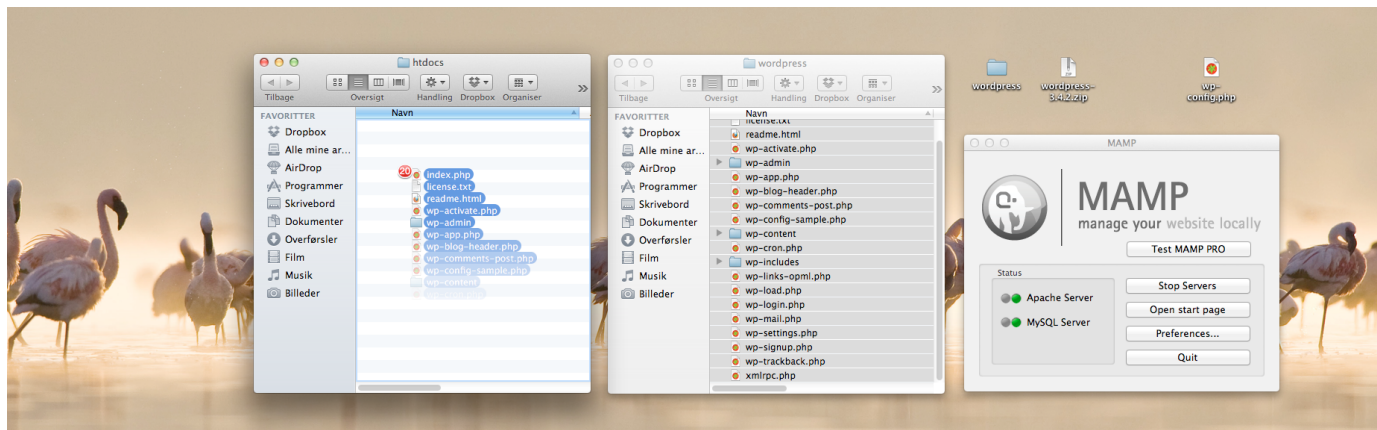 htdocs
Tilbage
Oversigt
Handling
Dropbox
Organiser
FAVORITTER
Dropbox
Alle mine ar...
AirDrop
Programmer
Skrivebord
Dokumenter
Overførsler
Film
Musik
Billeder
Navn
20
index.php
license.txt
readme.html
wp-activate.php
wp-admin
wp-app.php
wp-blog-header.php
wp-comments-post.php
wp-config-sample.php
wp-content
wordpress
Tilbage
Oversigt
Handling
Dropbox
Organiser
FAVORITTER
Dropbox
Alle mine ar...
AirDrop
Programmer
Skrivebord
Dokumenter
Overførsler
Film
Musik
Billeder
Navn
license.txt
readme.html
wp-activate.php
wp-admin
wp-app.php
wp-blog-header.php
wp-comments-post.php
wp-config-sample.php
wp-content
wp-cron.php
wp-includes
wp-links-opml.php
wp-load.php
wp-login.php
wp-mail.php
wp-settings.php
wp-signup.php
wp-trackback.php
xmlrpc.php
wordpress
wordpress-
3.4.2.zip
wp-
config.php
MAMP
MAMP
manage your website locally
Test MAMP PRO
Status
Apache Server
MySQL Server
Stop Servers
Open start page
Preferences...
Quit